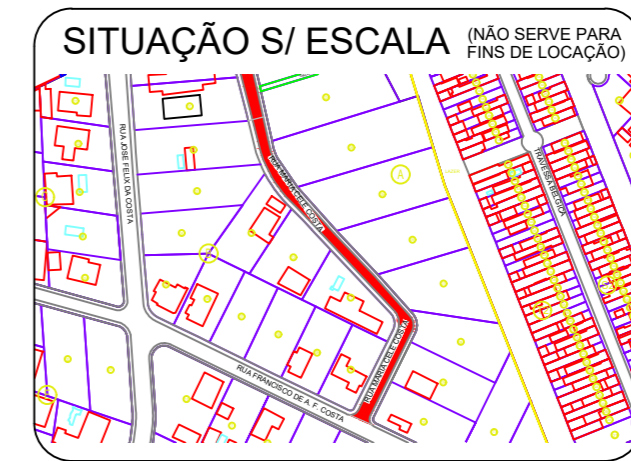 SITUAÇÃO S/ ESCALA
(NÃO SERVE PARA
FINS DE LOCAÇÃO)
RUA JOSE FELIX DA COSTA
RUA MARIA CELE COSTA
A
TRAVESSA BELGICA
RUA MARIA CELE COSTA
RUA FRANCISCO DE A. F. COSTA